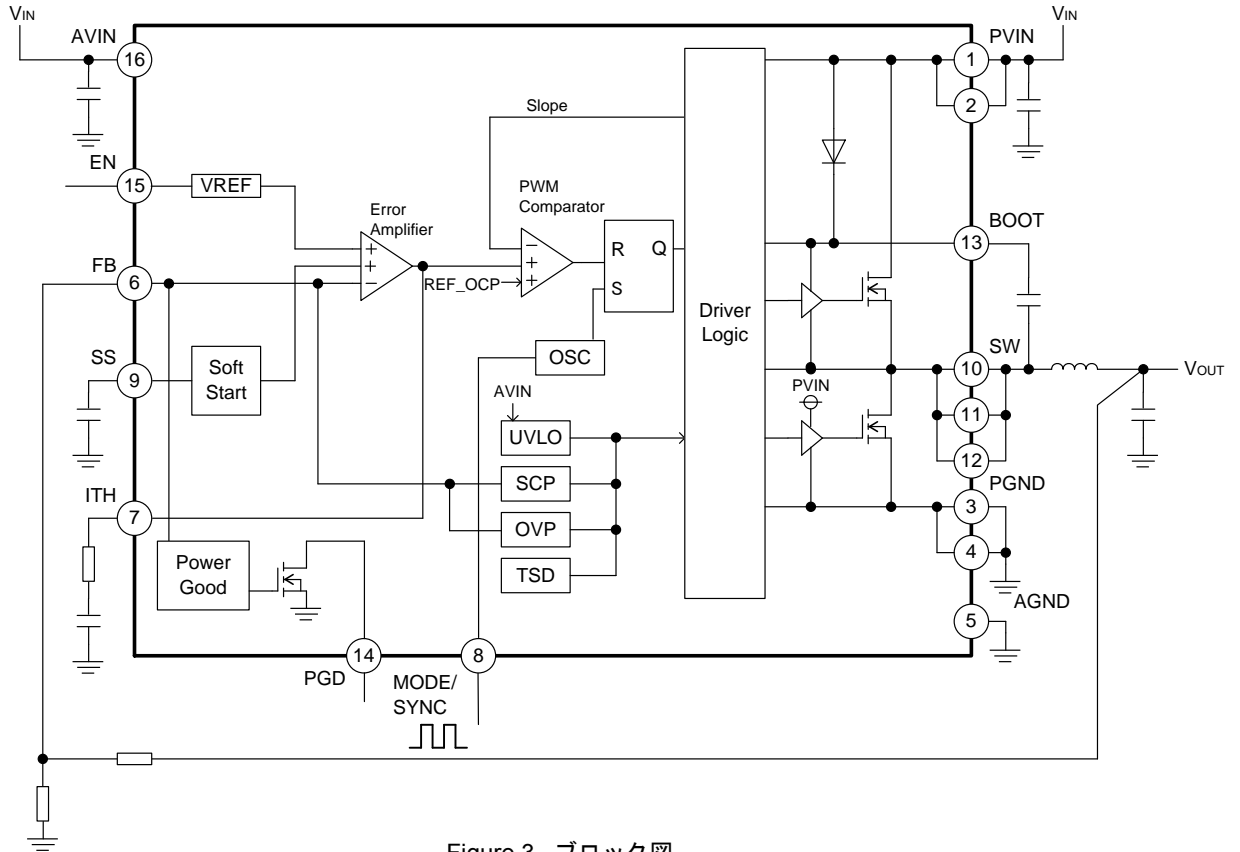 VIN
AVIN
16
VIN
PVIN
1
2
Slope
EN
15
VREF
Error
Amplifier
PWM
Comparator
BOOT
13
FB
6
+
+
−
−
+
+
REF_OCP
R
Q
S
Driver
Logic
SS
9
Soft
Start
OSC
SW
10
VOUT
11
12
AVIN
PVIN
UVLO
SCP
OVP
TSD
ITH
7
PGND
3
4
Power
Good
AGND
5
14
8
PGD
MODE/
SYNC
Figure 3. ブロック図